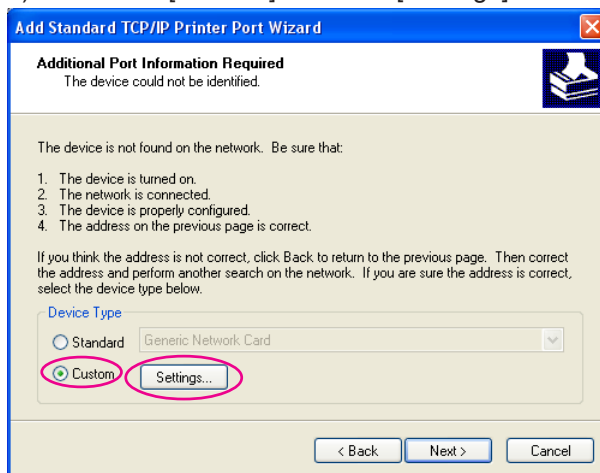 Add Standard TCP/IP Printer Port Wizard
Additional Port Information Required
The device could not be identified.
The device is not found on the network. Be sure that:
1. The device is turned on.
2. The network is connected.
3. The device is properly configured.
4. The address on the previous page is correct.
If you think the address is not correct, click Back to return to the previous page. Then correct
the address and perform another search on the network. If you are sure the address is correct,
select the device type below.
Device Type
Standard Generic Network Card
Custom Settings...
< Back Next > Cancel